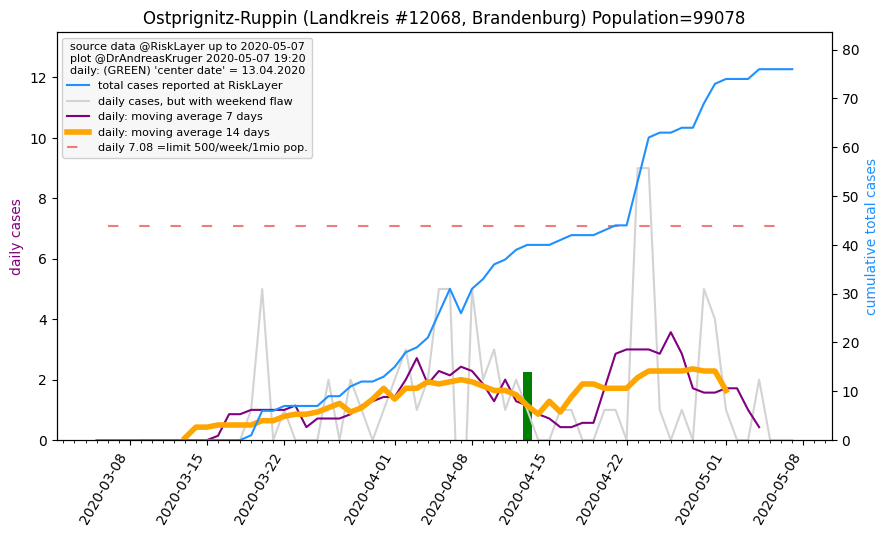 Ostprignitz-Ruppin (Landkreis #12068, Brandenburg) Population=99078
source data @RiskLayer up to 2020-05-07
plot @DrAndreasKruger 2020-05-07 19:20
daily: (GREEN) 'center date' = 13.04.2020
total cases reported at RiskLayer
daily cases, but with weekend flaw
daily: moving average 7 days
daily: moving average 14 days
daily 7.08 =limit 500/week/1mio pop.
daily cases
12
10
8
6
4
2
0
80
70
60
50
40
30
20
10
0
cumulative total cases
2020-03-08
2020-03-15
2020-03-22
2020-04-01
2020-04-08
2020-04-15
2020-04-22
2020-05-01
2020-05-08